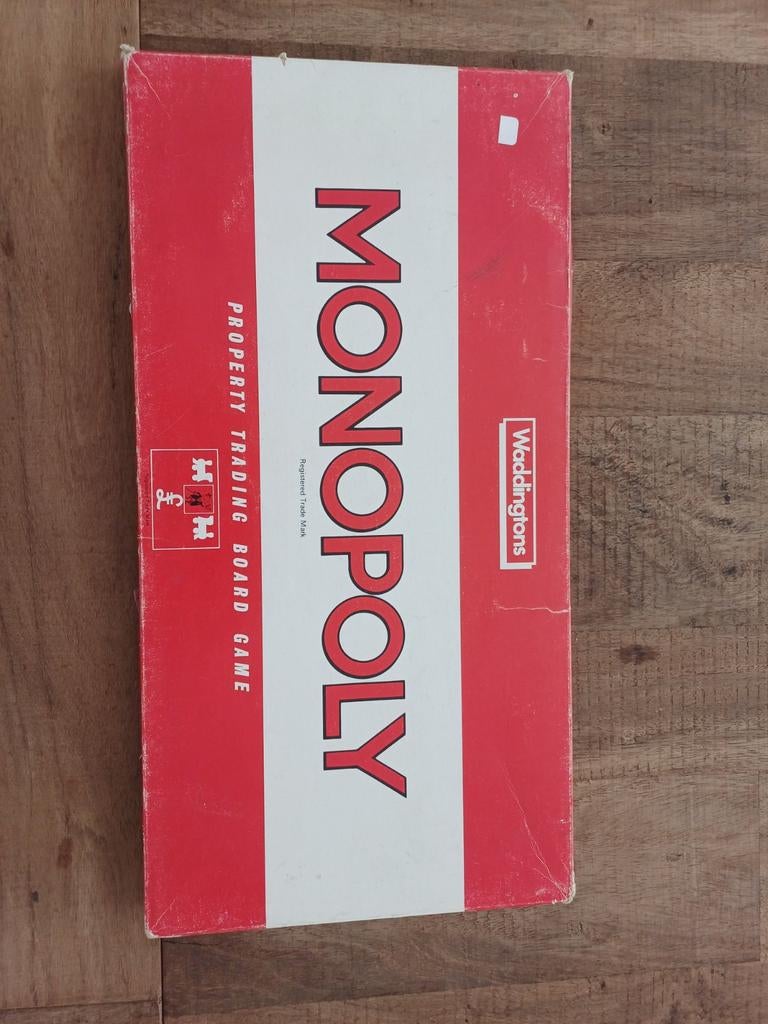 Waddingtons
MONOPOLY
Registered Trade Mark
PROPERTY TRADING BOARD GAME
£